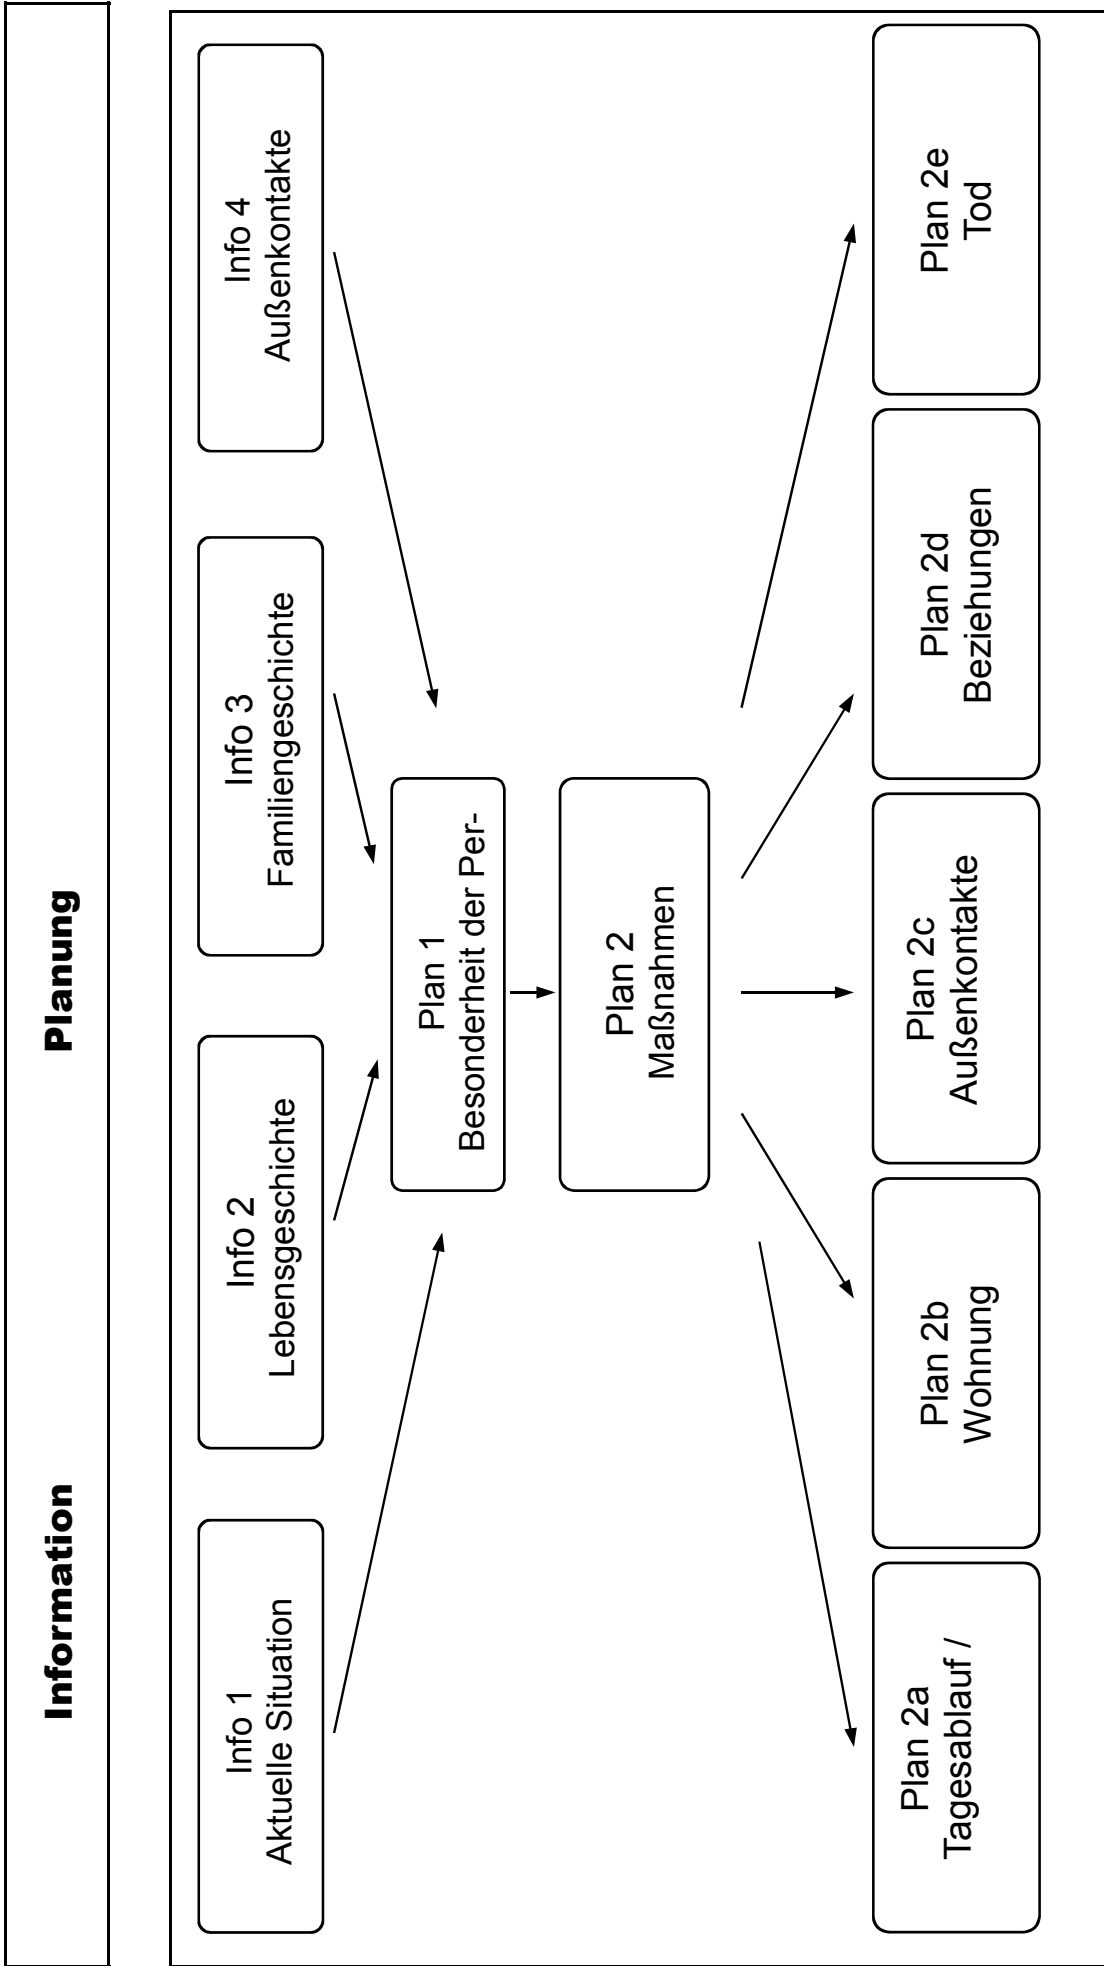 Information
Planung
Info 1
Aktuelle Situation
Info 2
Lebensgeschichte
Info 3
Familiengeschichte
Info 4
Außenkontakte
Plan 1
Besonderheit der Per-
Plan 2
Maßnahmen
Plan 2a
Tagesablauf /
Plan 2b
Wohnung
Plan 2c
Außenkontakte
Plan 2d
Beziehungen
Plan 2e
Tod